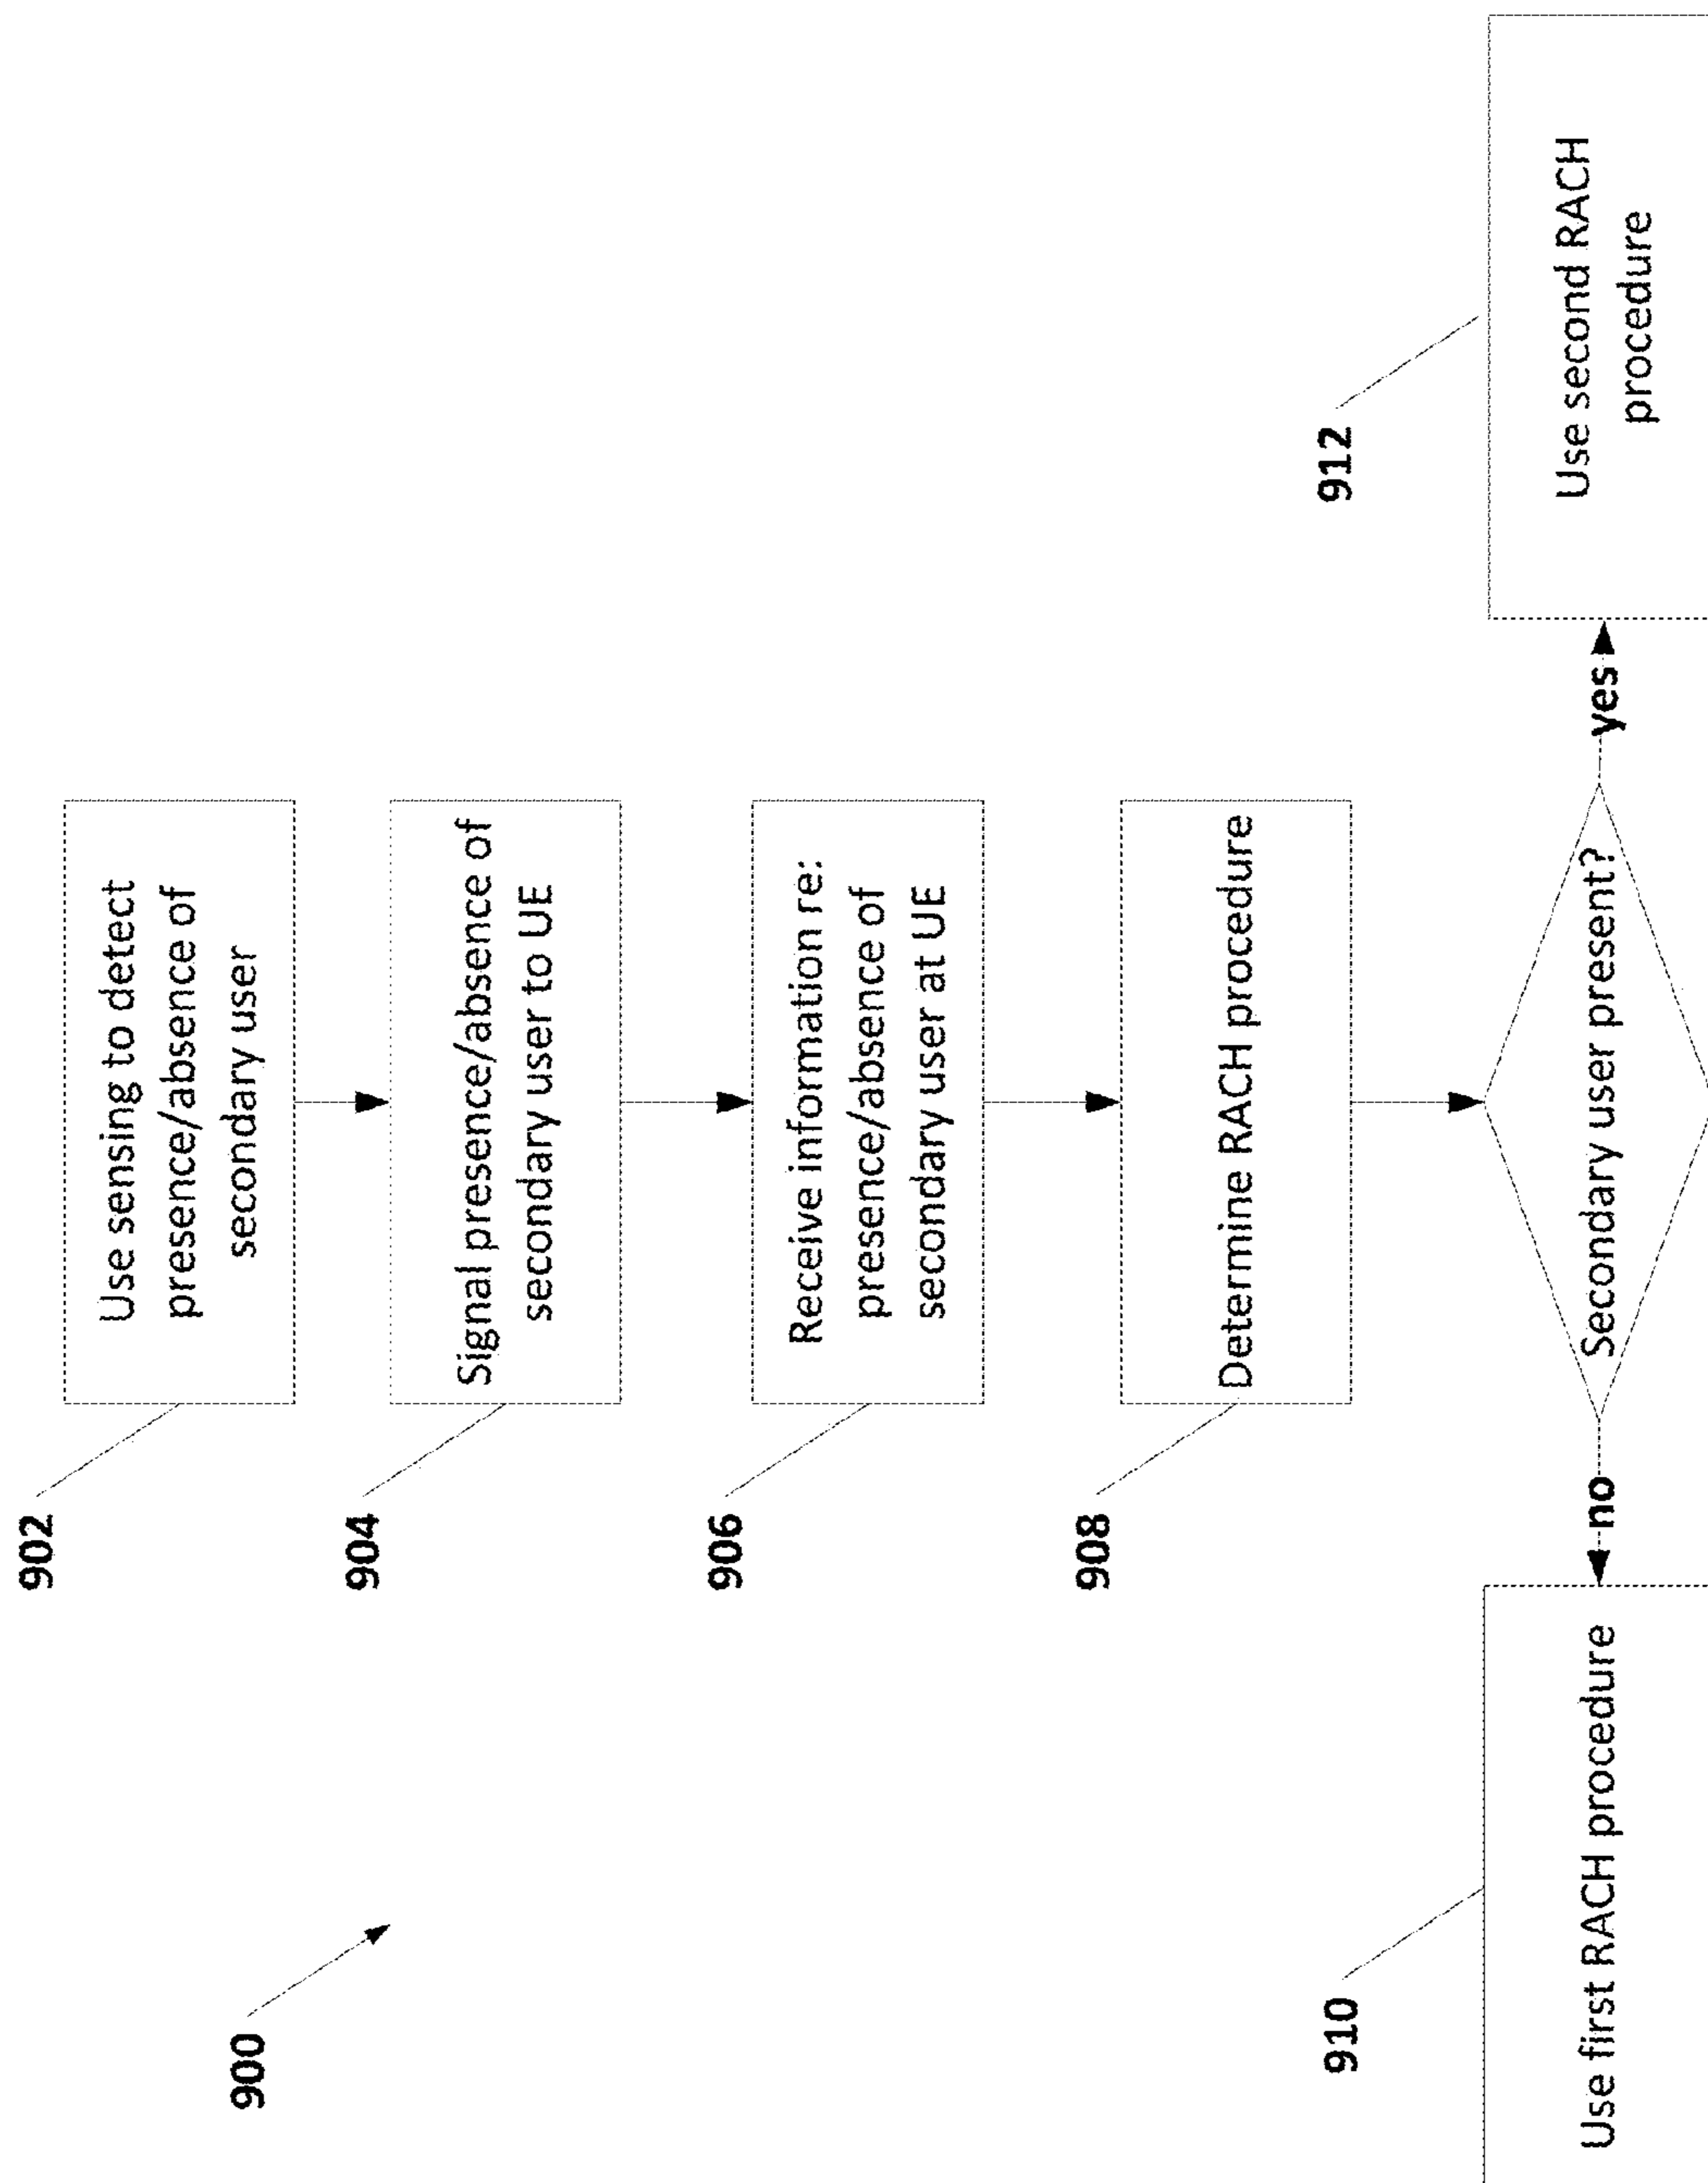 900
902
Use sensing to detect
presence/absence of
secondary user
904
Signal presence/absence of
secondary user to UE
906
Receive information re:
presence/absence of
secondary user at UE
908
Determine RACH procedure
Secondary user present?
no
yes
910
Use first RACH procedure
912
Use second RACH
procedure